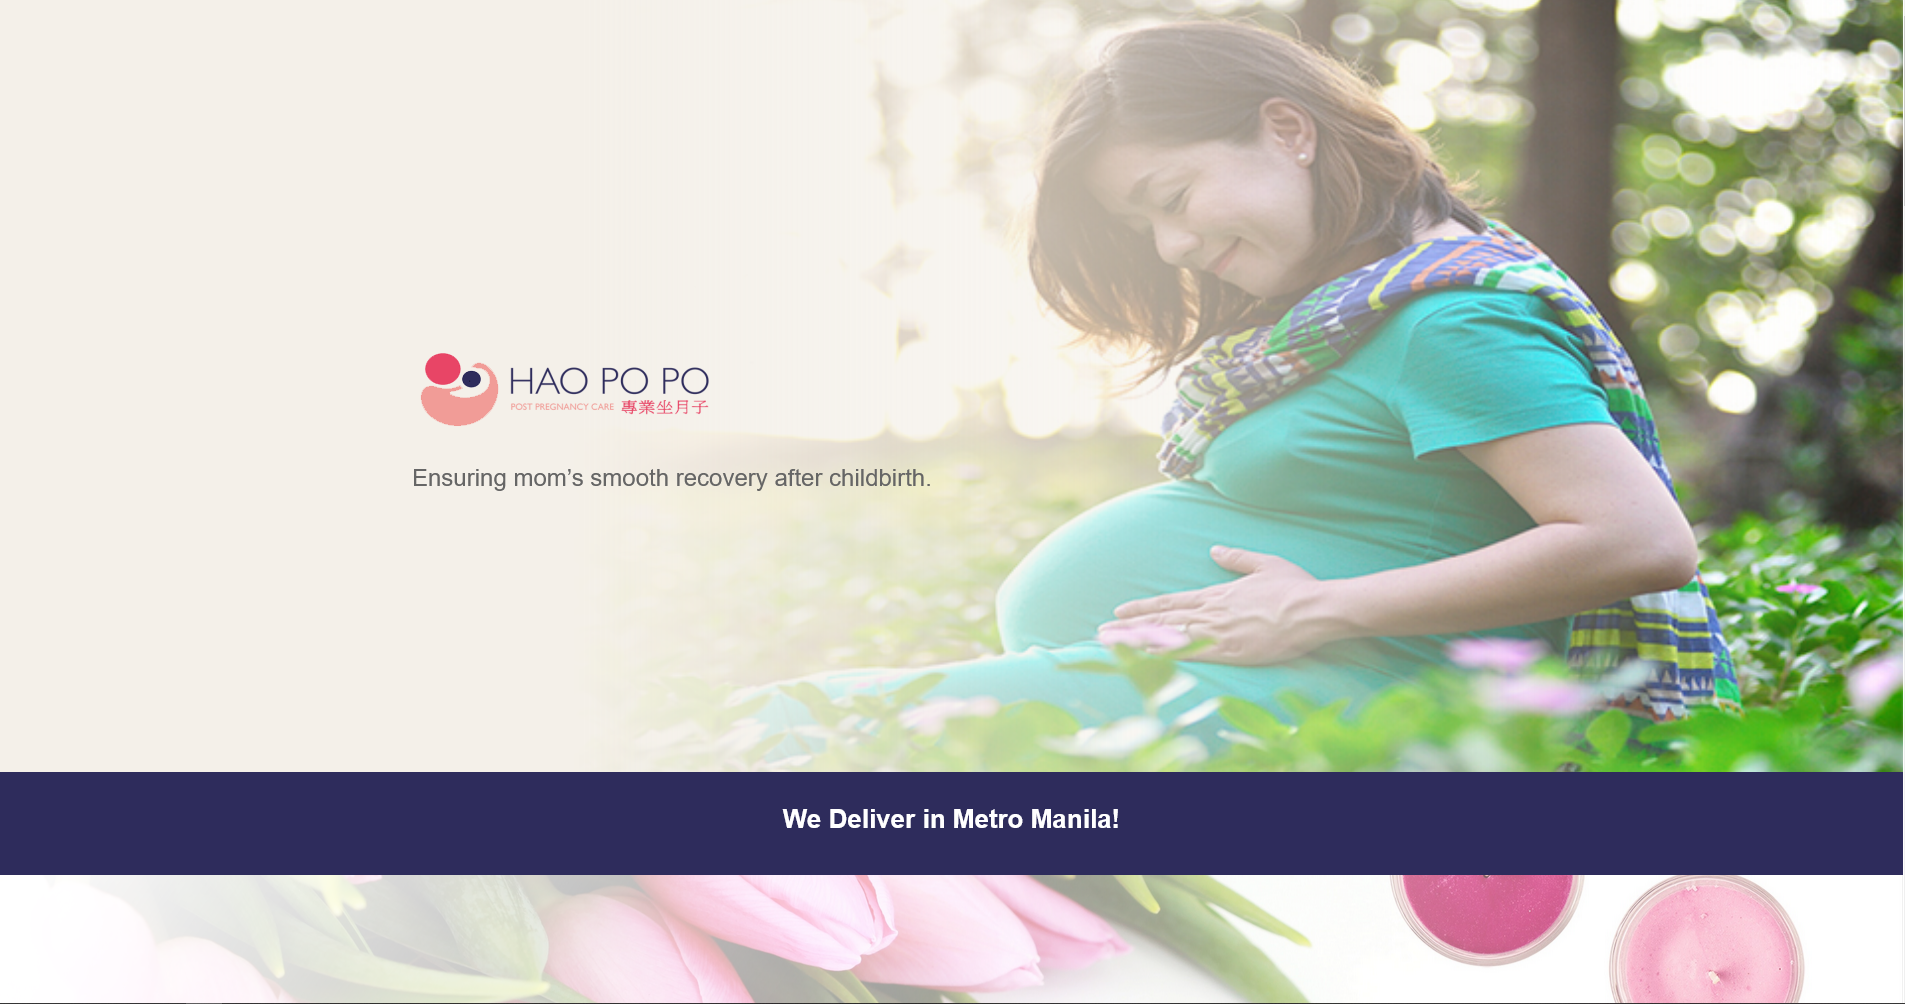 HAO PO PO
POST PREGNANCY CARE 專業坐月子
Ensuring mom’s smooth recovery after childbirth.
We Deliver in Metro Manila!